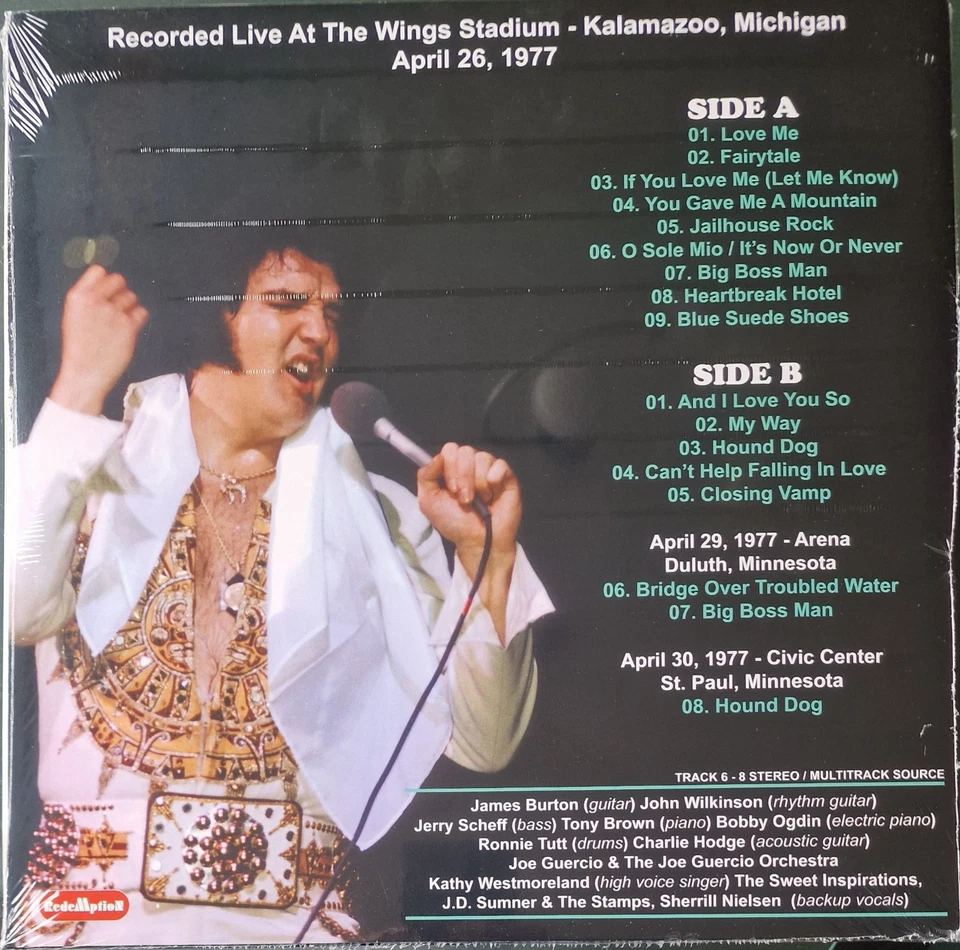 Recorded Live At The Wings Stadium - Kalamazoo, Michigan
April 26, 1977
SIDE A
01. Love Me
02. Fairytale
03. If You Love Me (Let Me Know)
04. You Gave Me A Mountain
05. Jailhouse Rock
06. O Sole Mio / It's Now Or Never
07. Big Boss Man
08. Heartbreak Hotel
09. Blue Suede Shoes
SIDE B
01. And I Love You So
02. My Way
03. Hound Dog
04. Can't Help Falling In Love
05. Closing Vamp
April 29, 1977 - Arena
Duluth, Minnesota
06. Bridge Over Troubled Water
07. Big Boss Man
April 30, 1977 - Civic Center
St. Paul, Minnesota
08. Hound Dog
TRACK 6 - 8 STEREO / MULTITRACK SOURCE
James Burton (guitar) John Wilkinson (rhythm guitar)
Jerry Scheff (bass) Tony Brown (piano) Bobby Ogdin (electric piano)
Ronnie Tutt (drums) Charlie Hodge (acoustic guitar)
Joe Guercio & The Joe Guercio Orchestra
Kathy Westmoreland (high voice singer) The Sweet Inspirations,
J.D. Sumner & The Stamps, Sherrill Nielsen (backup vocals)
RedeMptioN